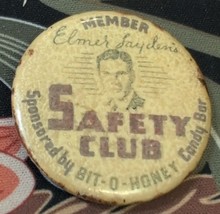 MEMBER
Elmer Layden's
SAFETY
CLUB
Sponsored by BIT-O-HONEY Candy Bar